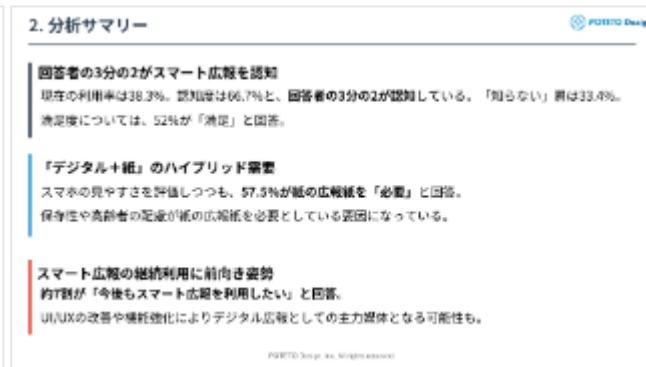 2. 分析サマリー
POTETO Design
回答者の3分の2がスマート広報を認知
現在の利用率は38.3%。認知度は66.7%と、回答者の3分の2が認知している。「知らない」層は33.4%。
満足度については、52%が「満足」と回答。
「デジタル＋紙」のハイブリッド需要
スマホの見やすさを評価しつつも、57.5%が紙の広報紙を「必要」と回答。
保存性や高齢者の配慮が紙の広報紙を必要としている要因になっている。
スマート広報の継続利用に前向き姿勢
約7割が「今後もスマート広報を利用したい」と回答。
UI/UXの改善や機能強化によりデジタル広報としての主力媒体となる可能性も。
POTETO Design, Inc. All rights reserved